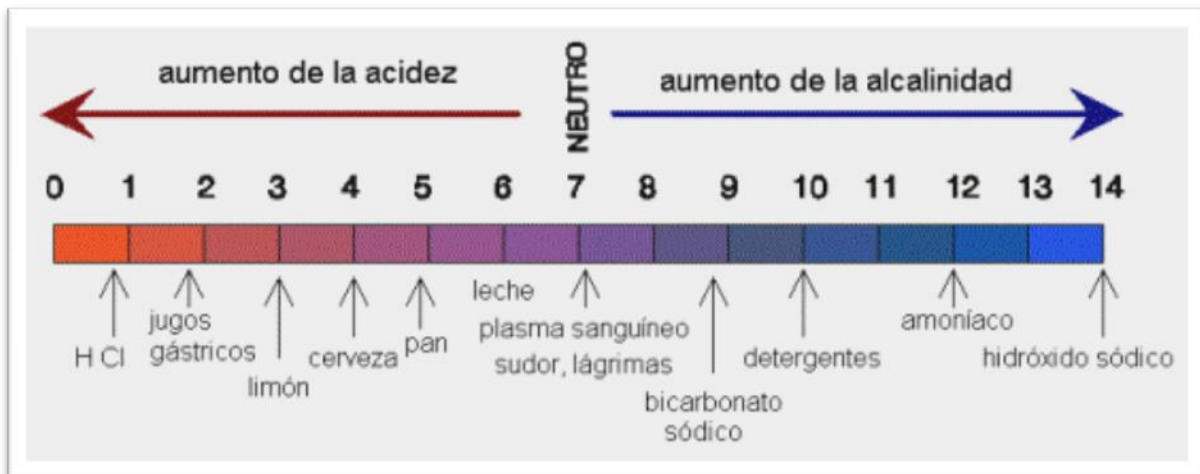 aumento de la acidez
NEUTRO
aumento de la alcalinidad
0 1 2 3 4 5 6 7 8 9 10 11 12 13 14
H Cl
jugos
gástricos
limón
cerveza
pan
leche
plasma sanguíneo
sudor, lágrimas
bicarbonato
sódico
detergentes
amoníaco
hidróxido sódico